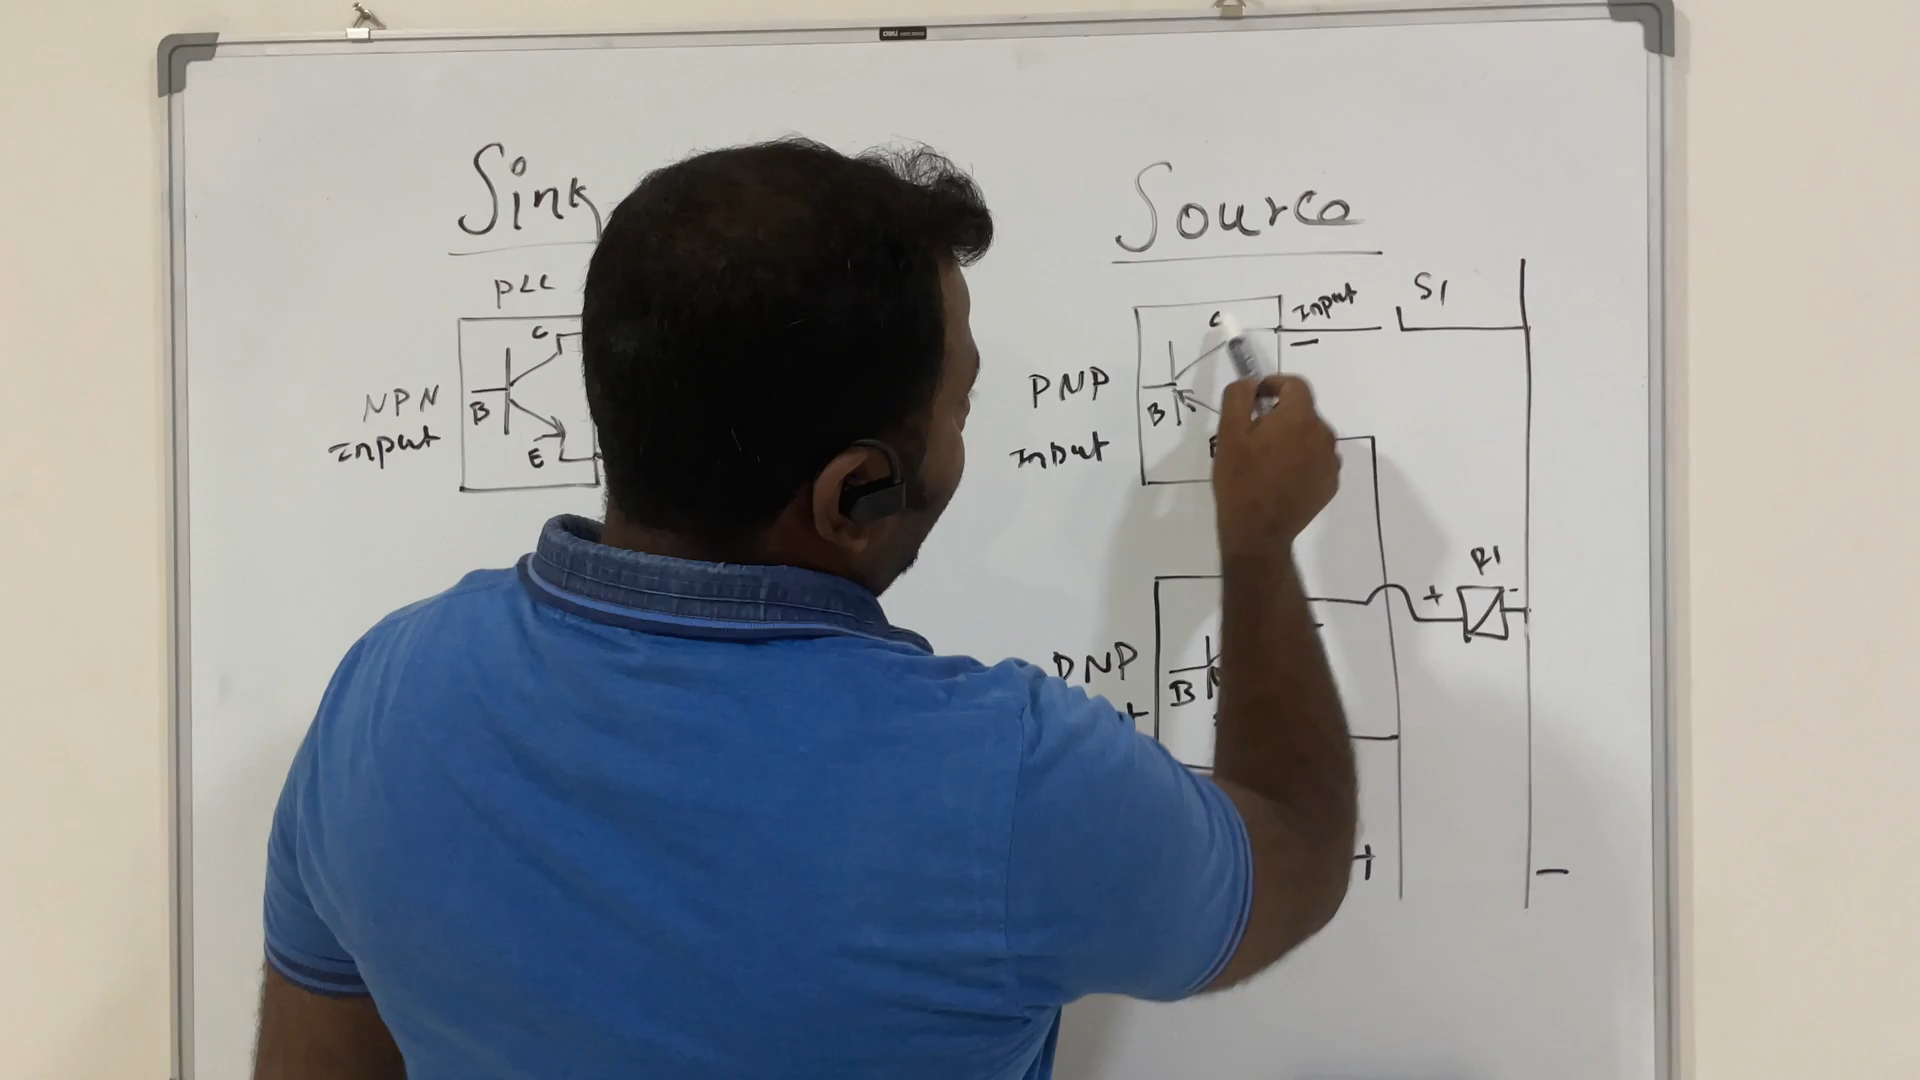 Sink
PLC
C
B
E
NPN
Input
Source
Input
S1
C
B
PNP
Input
R1
+
-
PNP
B
+
-